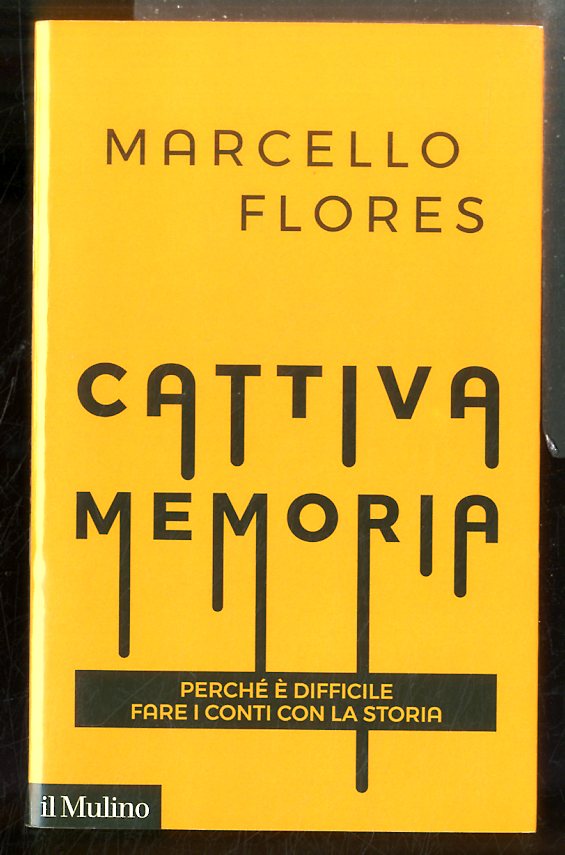 MARCELLO
FLORES
CATTIVA
MEMORIA
PERCHÉ È DIFFICILE
FARE I CONTI CON LA STORIA
il Mulino